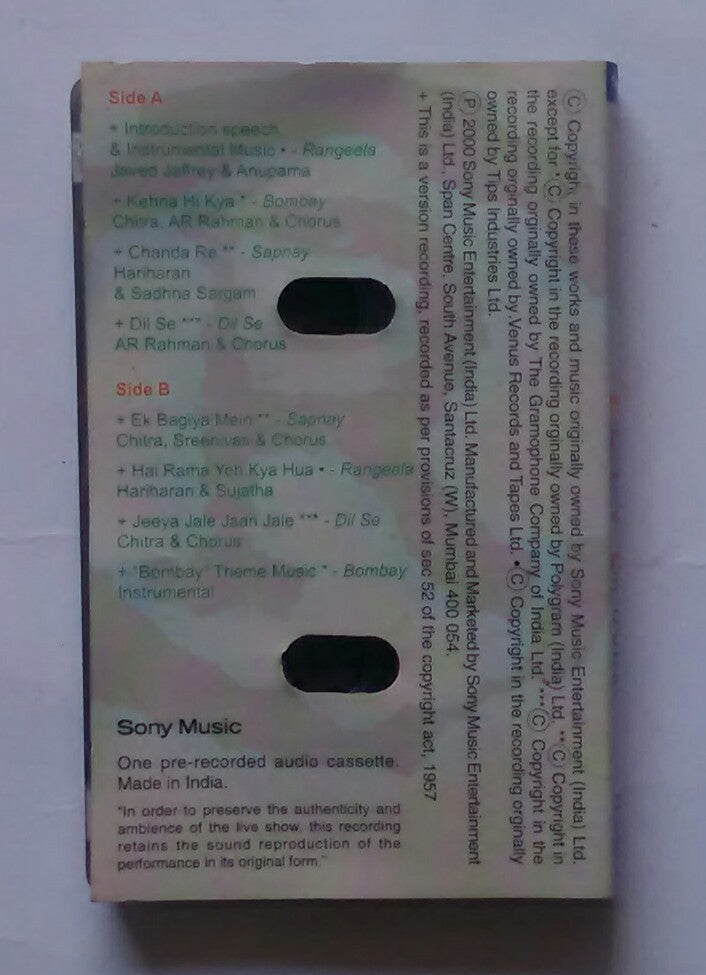 Side A
+ Introduction speech
& Instrumental Music • - Rangeela
Javed Jaffrey & Anupama
+ Kehna Hi Kya * - Bombay
Chitra, AR Rahman & Chorus
+ Chanda Re ** - Sapnay
Hariharan
& Sadhna Sargam
+ Dil Se *** - Dil Se
AR Rahman & Chorus
Side B
+ Ek Bagiya Mein ** - Sapnay
Chitra, Sreenivas & Chorus
+ Hai Rama Yeh Kya Hua • - Rangeela
Hariharan & Sujatha
+ Jeeya Jale Jaan Jale *** - Dil Se
Chitra & Chorus
+ "Bombay" Theme Music * - Bombay
Instrumental
Sony Music
One pre-recorded audio cassette.
Made in India.
"In order to preserve the authenticity and
ambience of the live show, this recording
retains the sound reproduction of the
performance in its original form."
Ⓒ Copyright in these works and music originally owned by Sony Music Entertainment (India) Ltd.
except for *Ⓒ Copyright in the recording orginally owned by Polygram (India) Ltd. **Ⓒ Copyright in
the recording orginally owned by The Gramophone Company of India Ltd. ***Ⓒ Copyright in the
recording orginally owned by Venus Records and Tapes Ltd. •Ⓒ Copyright in the recording orginally
owned by Tips Industries Ltd.
Ⓟ 2000 Sony Music Entertainment (India) Ltd. Manufactured and Marketed by Sony Music Entertainment
(India) Ltd., Span Centre, South Avenue, Santacruz (W), Mumbai 400 054.
+ This is a version recording, recorded as per provisions of sec 52 of the copyright act, 1957